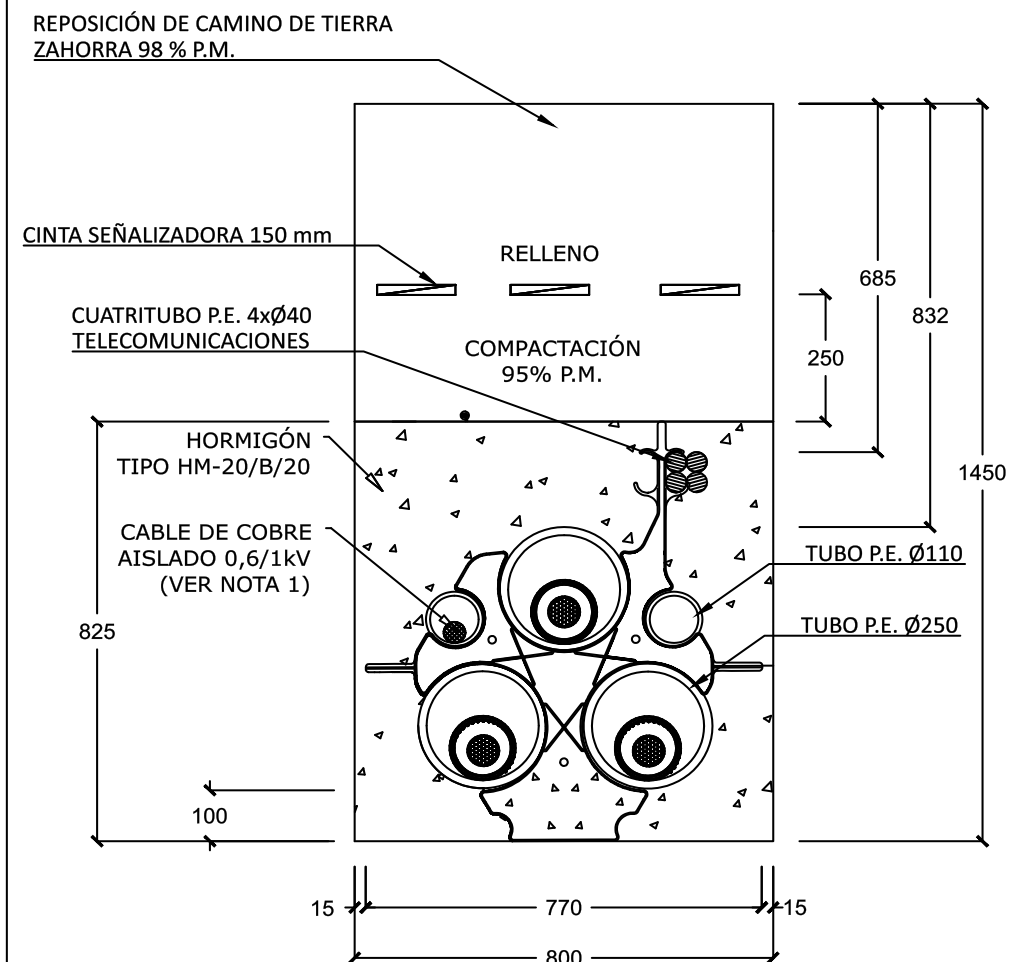 REPOSICIÓN DE CAMINO DE TIERRA
ZAHORRA 98 % P.M.
CINTA SEÑALIZADORA 150 mm
RELLENO
685
832
CUATRITUBO P.E. 4xØ40
TELECOMUNICACIONES
COMPACTACIÓN
95% P.M.
250
HORMIGÓN
TIPO HM-20/B/20
1450
CABLE DE COBRE
AISLADO 0,6/1kV
(VER NOTA 1)
TUBO P.E. Ø110
825
TUBO P.E. Ø250
100
15
770
15
800